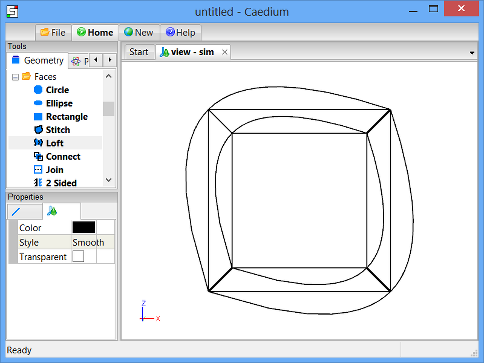 untitled - Caedium
File Home New Help
Tools
Geometry P
Faces
Circle
Ellipse
Rectangle
Stitch
Loft
Connect
Join
2 Sided
Properties
Color
Style Smooth
Transparent
Start view - sim
Z
X
Ready